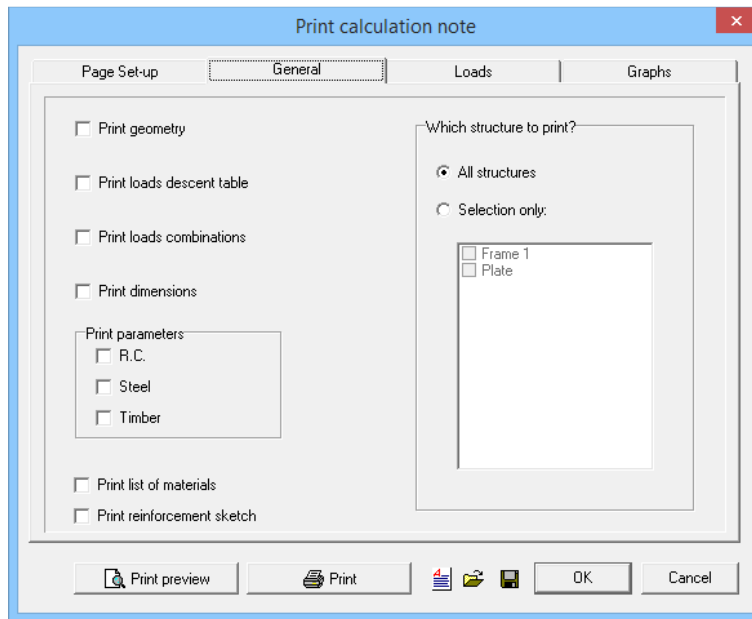 Print calculation note
Page Set-up
General
Loads
Graphs
Print geometry
Print loads descent table
Print loads combinations
Print dimensions
Print parameters
R.C.
Steel
Timber
Print list of materials
Print reinforcement sketch
Which structure to print?
All structures
Selection only:
Frame 1
Plate
Print preview
Print
OK
Cancel